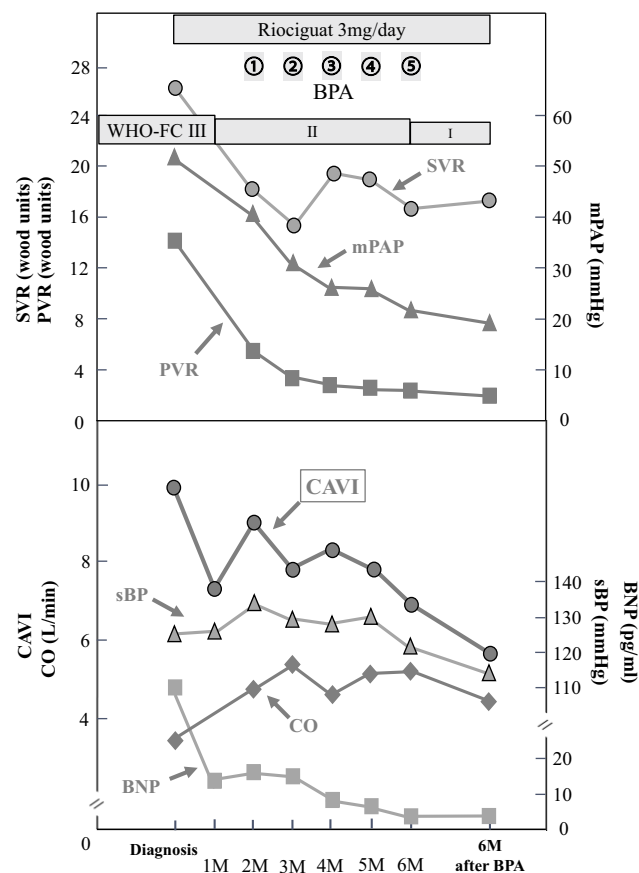 Riociguat 3mg/day
① ② ③ ④ ⑤
BPA
WHO-FC III
II
I
28
24
20
16
12
8
4
0
SVR (wood units)
PVR (wood units)
60
50
40
30
20
10
0
mPAP (mmHg)
SVR
mPAP
PVR
10
8
6
4
0
CAVI
CO (L/min)
CAVI
sBP
CO
BNP
140
130
120
110
20
10
0
sBP (mmHg)
BNP (pg/ml)
Diagnosis
1M 2M 3M 4M 5M 6M
6M
after BPA